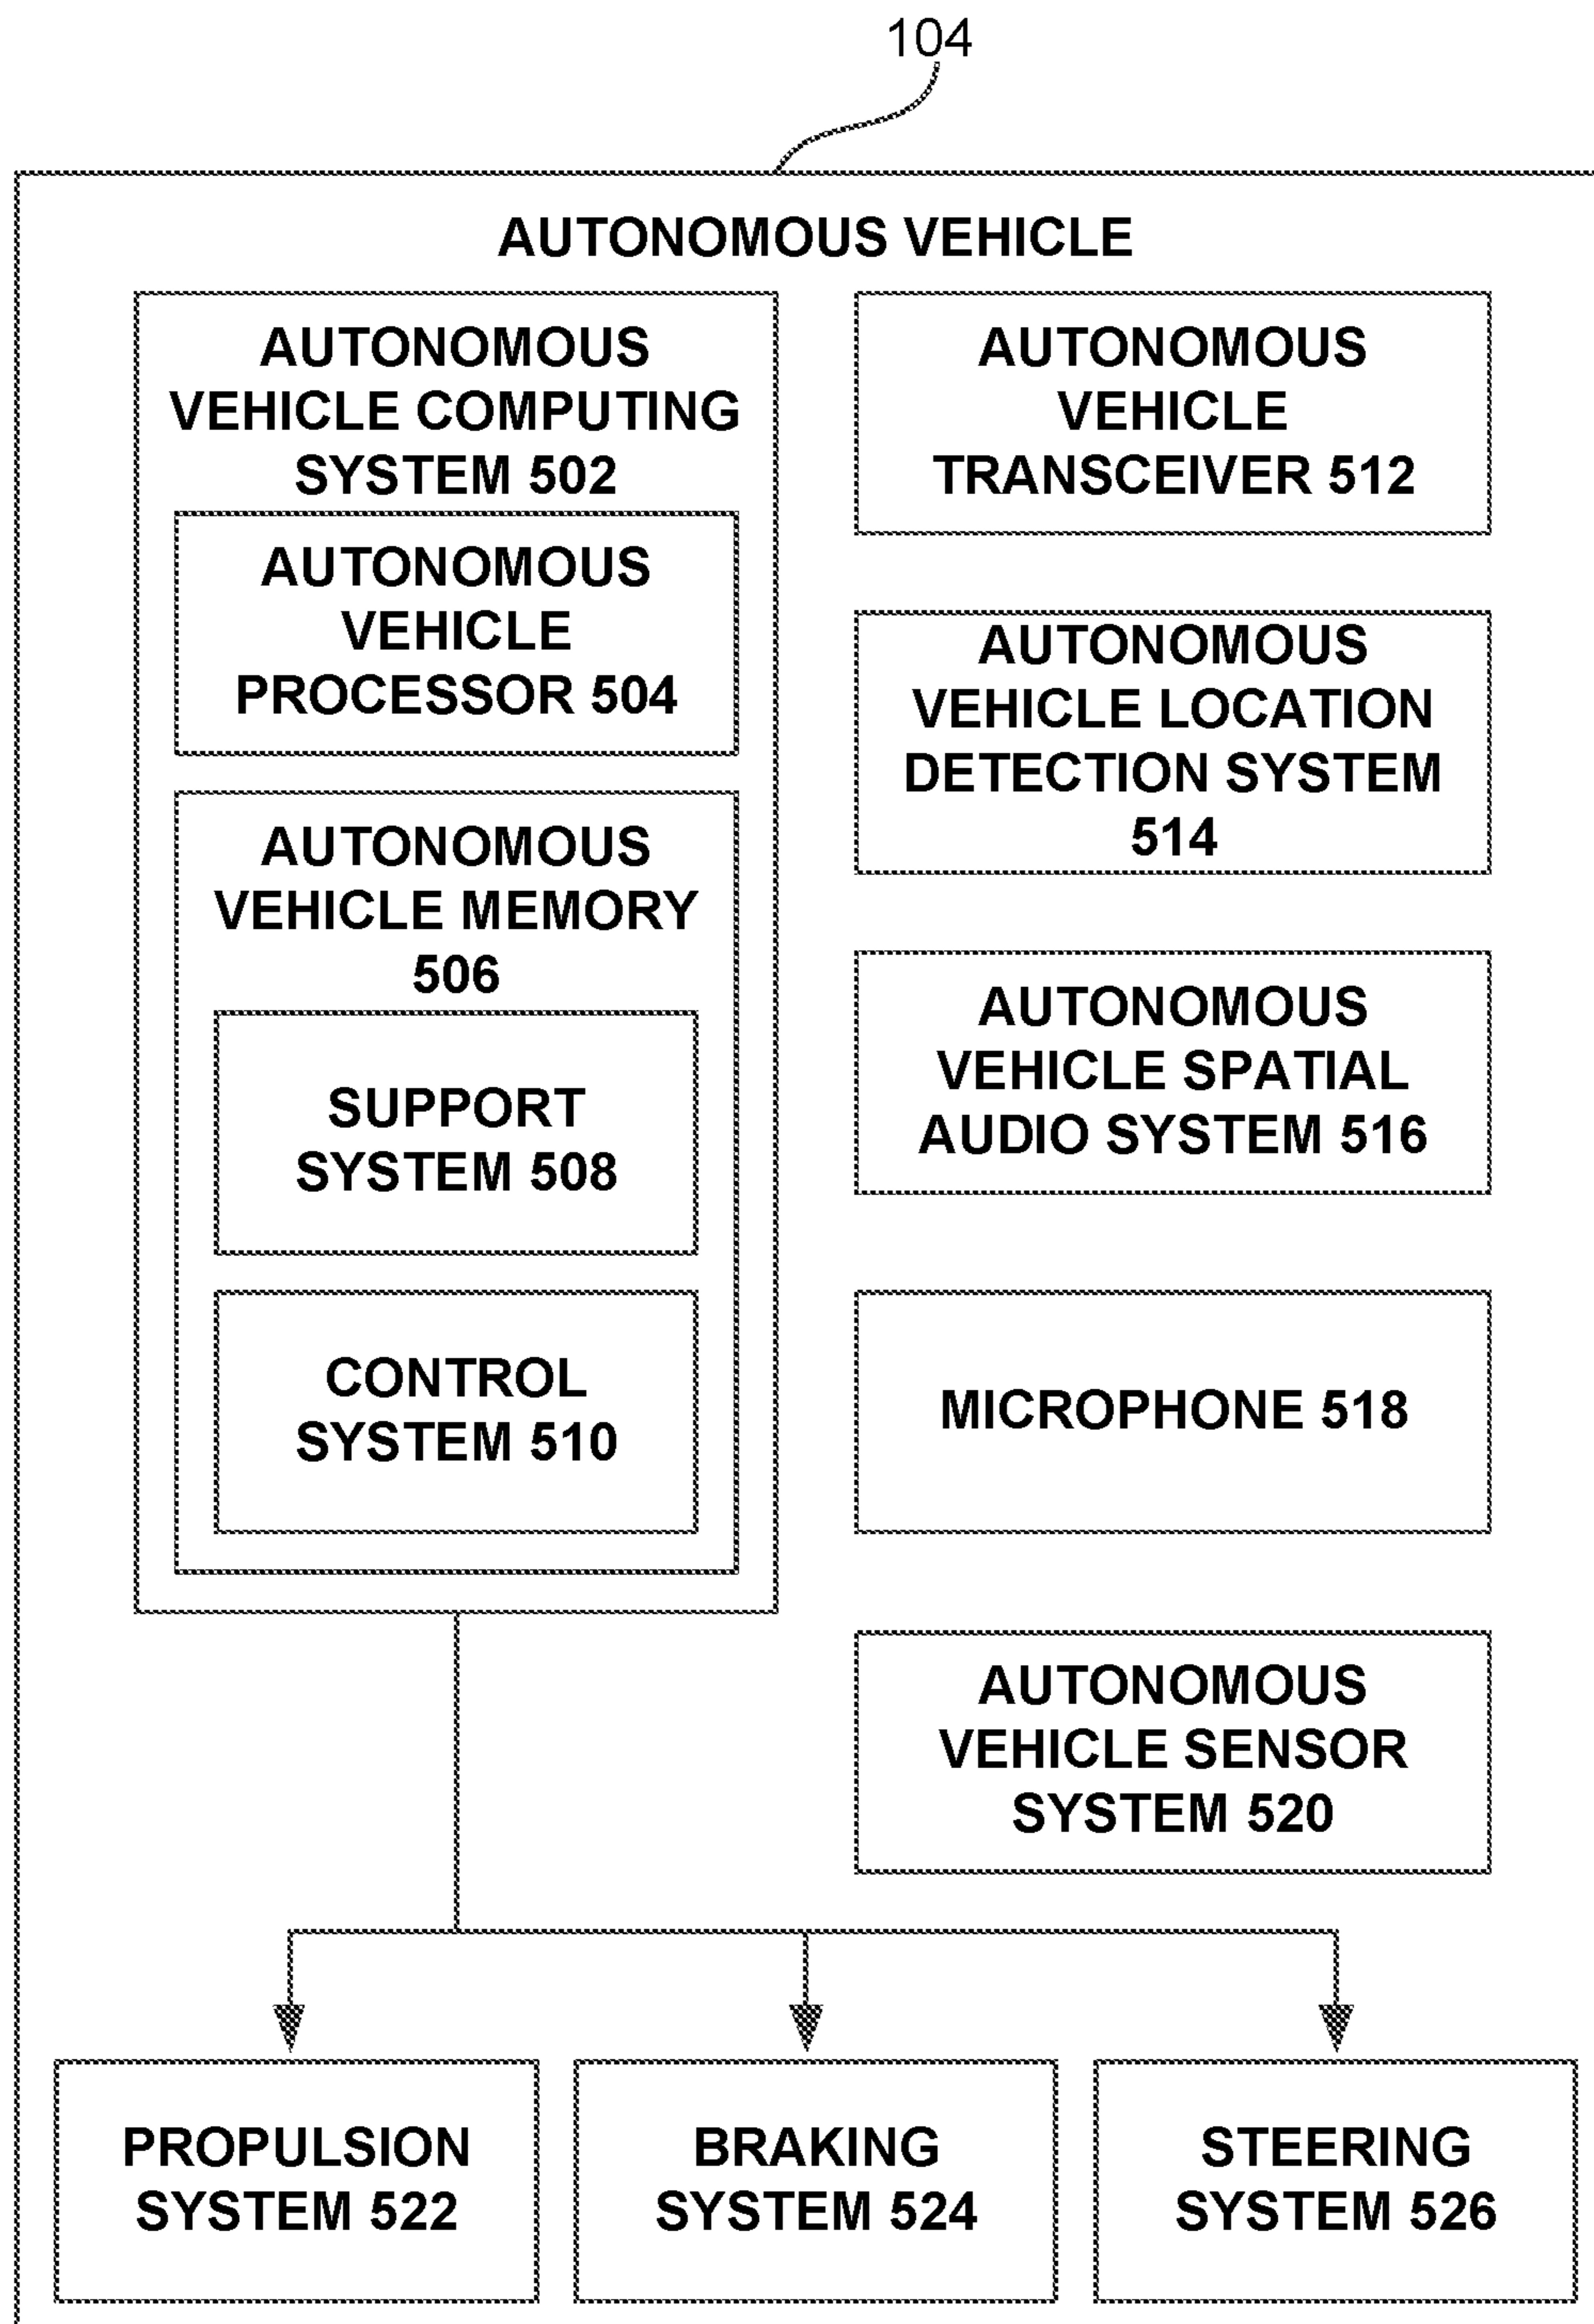 104
AUTONOMOUS VEHICLE
AUTONOMOUS
VEHICLE COMPUTING
SYSTEM 502
AUTONOMOUS
VEHICLE
PROCESSOR 504
AUTONOMOUS
VEHICLE MEMORY
506
SUPPORT
SYSTEM 508
CONTROL
SYSTEM 510
AUTONOMOUS
VEHICLE
TRANSCEIVER 512
AUTONOMOUS
VEHICLE LOCATION
DETECTION SYSTEM
514
AUTONOMOUS
VEHICLE SPATIAL
AUDIO SYSTEM 516
MICROPHONE 518
AUTONOMOUS
VEHICLE SENSOR
SYSTEM 520
PROPULSION
SYSTEM 522
BRAKING
SYSTEM 524
STEERING
SYSTEM 526